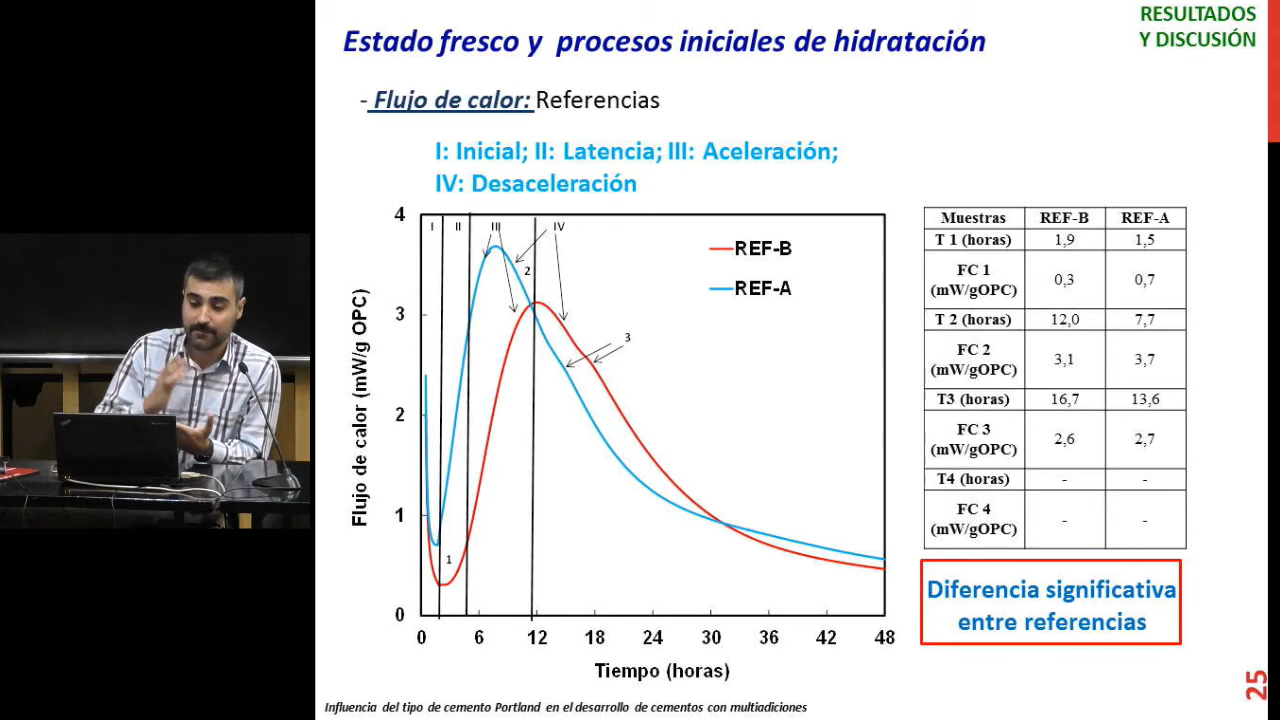 RESULTADOS
Y DISCUSIÓN
Estado fresco y procesos iniciales de hidratación
- Flujo de calor: Referencias
I: Inicial; II: Latencia; III: Aceleración;
IV: Desaceleración
4
3
2
1
0
Flujo de calor (mW/g OPC)
I II III IV
REF-B
REF-A
1
2
3
0 6 12 18 24 30 36 42 48
Tiempo (horas)
Muestras REF-B REF-A
T 1 (horas) 1,9 1,5
FC 1
(mW/gOPC) 0,3 0,7
T 2 (horas) 12,0 7,7
FC 2
(mW/gOPC) 3,1 3,7
T3 (horas) 16,7 13,6
FC 3
(mW/gOPC) 2,6 2,7
T4 (horas) - -
FC 4
(mW/gOPC) - -
Diferencia significativa
entre referencias
Influencia del tipo de cemento Portland en el desarrollo de cementos con multiadiciones
25